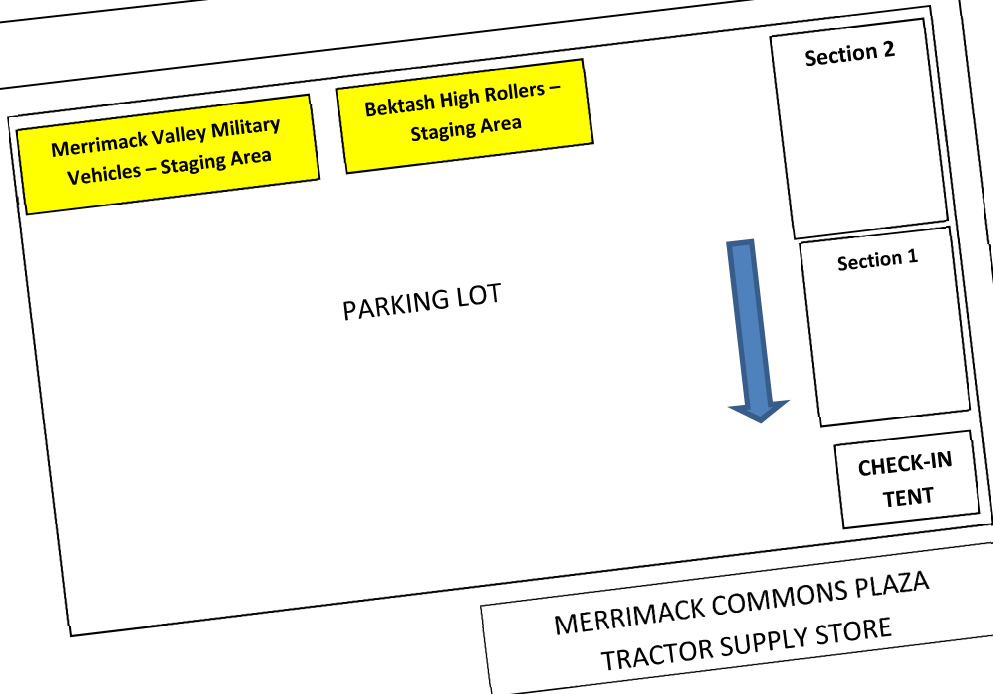 Section 2
Bektash High Rollers –
Staging Area
Merrimack Valley Military
Vehicles – Staging Area
Section 1
PARKING LOT
CHECK-IN
TENT
MERRIMACK COMMONS PLAZA
TRACTOR SUPPLY STORE